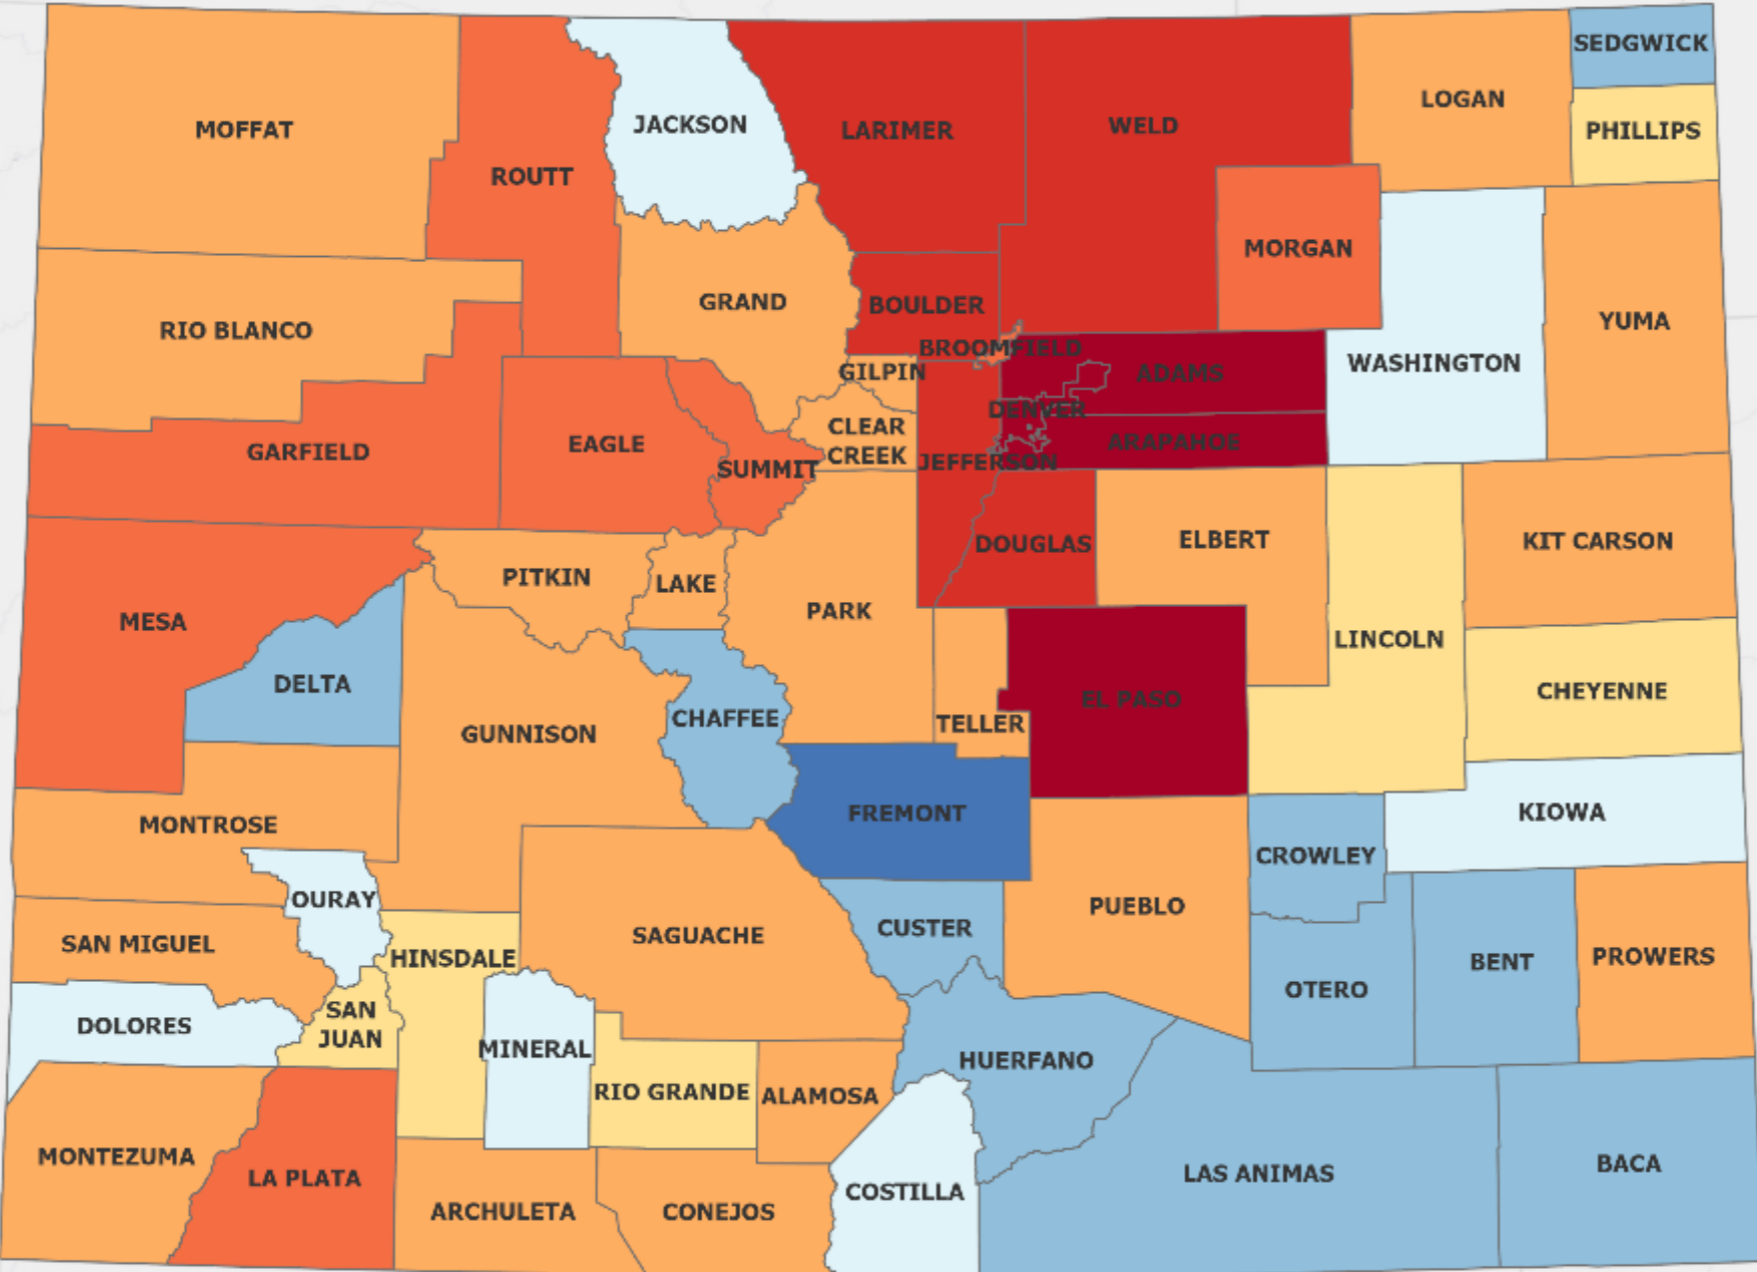 SEDGWICK
LOGAN
MOFFAT
JACKSON
LARIMER
WELD
PHILLIPS
ROUTT
MORGAN
GRAND
BOULDER
YUMA
RIO BLANCO
BROOMFIELD
WASHINGTON
GILPIN
ADAMS
DENVER
CLEAR
CREEK
GARFIELD
EAGLE
ARAPAHOE
SUMMIT
JEFFERSON
DOUGLAS
ELBERT
KIT CARSON
PITKIN
LAKE
PARK
MESA
LINCOLN
DELTA
CHEYENNE
EL PASO
GUNNISON
CHAFFEE
TELLER
FREMONT
KIOWA
MONTROSE
CROWLEY
OURAY
PUEBLO
CUSTER
SAGUACHE
SAN MIGUEL
HINSDALE
BENT
PROWERS
OTERO
SAN
JUAN
DOLORES
MINERAL
HUERFANO
RIO GRANDE
ALAMOSA
MONTEZUMA
LA PLATA
LAS ANIMAS
BACA
COSTILLA
ARCHULETA
CONEJOS